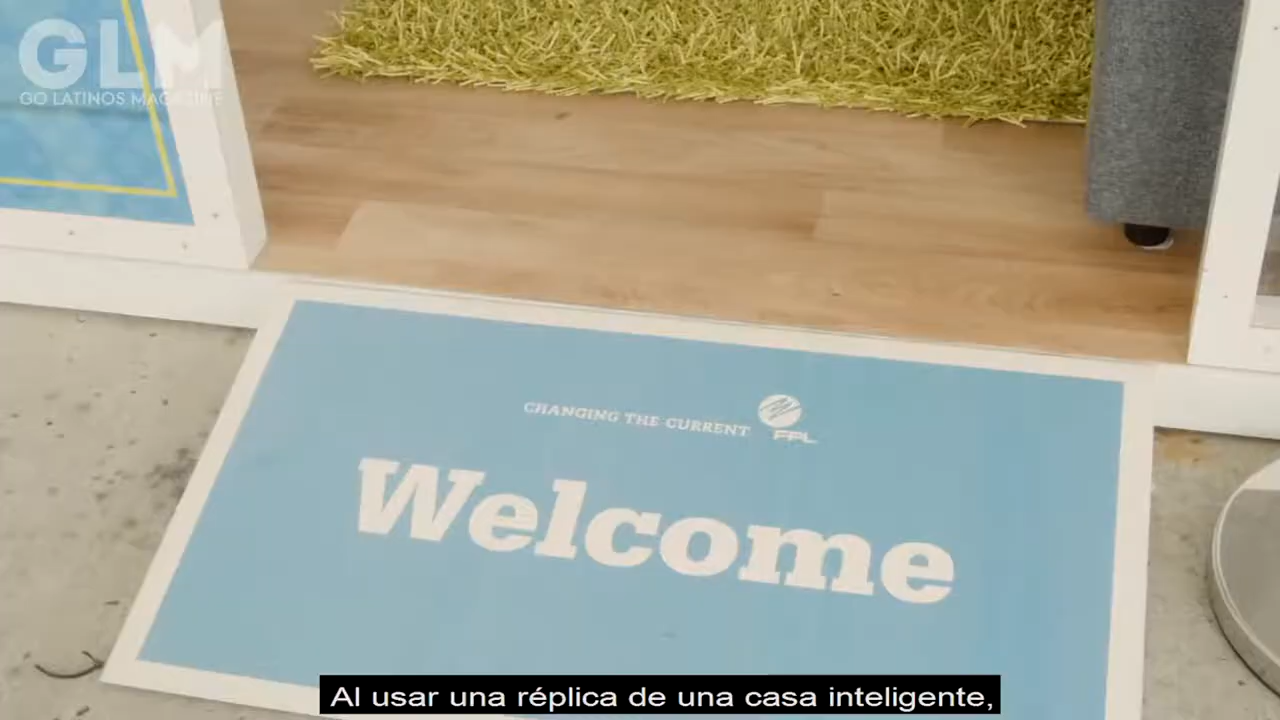 GLM
GO LATINOS MAGAZINE
CHANGING THE CURRENT
FPL
Welcome
Al usar una réplica de una casa inteligente,